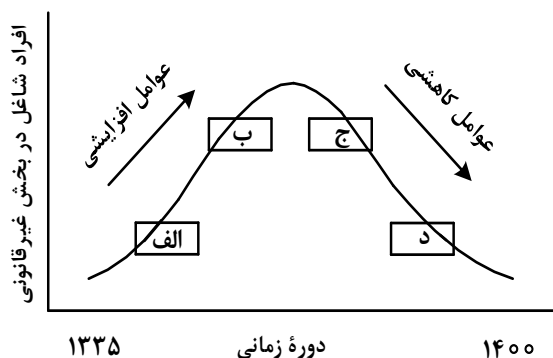 افراد شاغل در بخش غیرقانونی
عوامل افزایشی
عوامل کاهشی
ب
ج
الف
د
۱۳۳۵
دورهٔ زمانی
۱۴۰۰